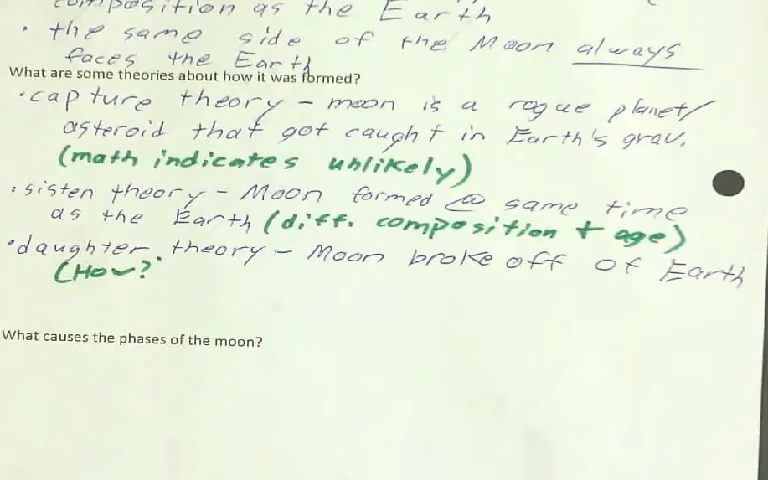 composition as the Earth
· the same side of the Moon always
faces the Earth
What are some theories about how it was formed?
·capture theory – moon is a rogue planet/
asteroid that got caught in Earth's grav.
(math indicates unlikely)
·sister theory – Moon formed @ same time
as the Earth (diff. composition + age)
·daughter theory – Moon broke off of Earth
(How?
What causes the phases of the moon?